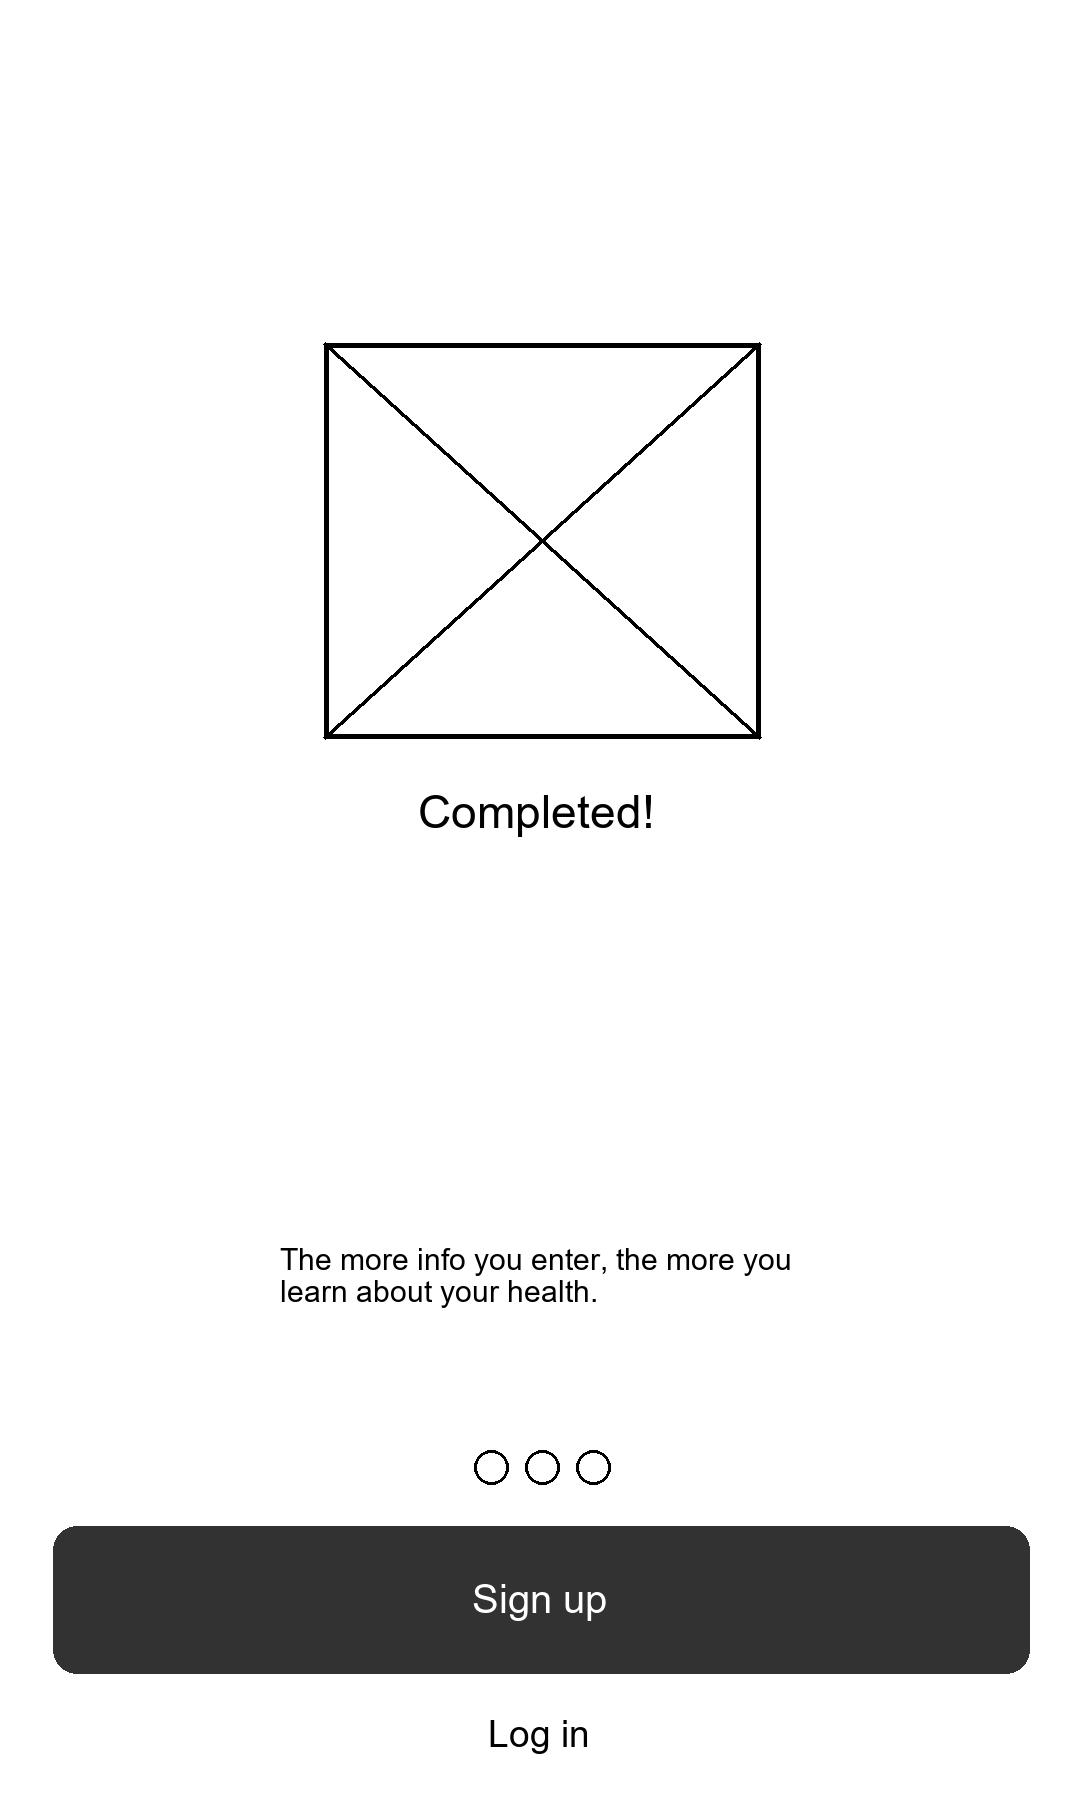 Completed!
The more info you enter, the more you
learn about your health.
Sign up
Log in